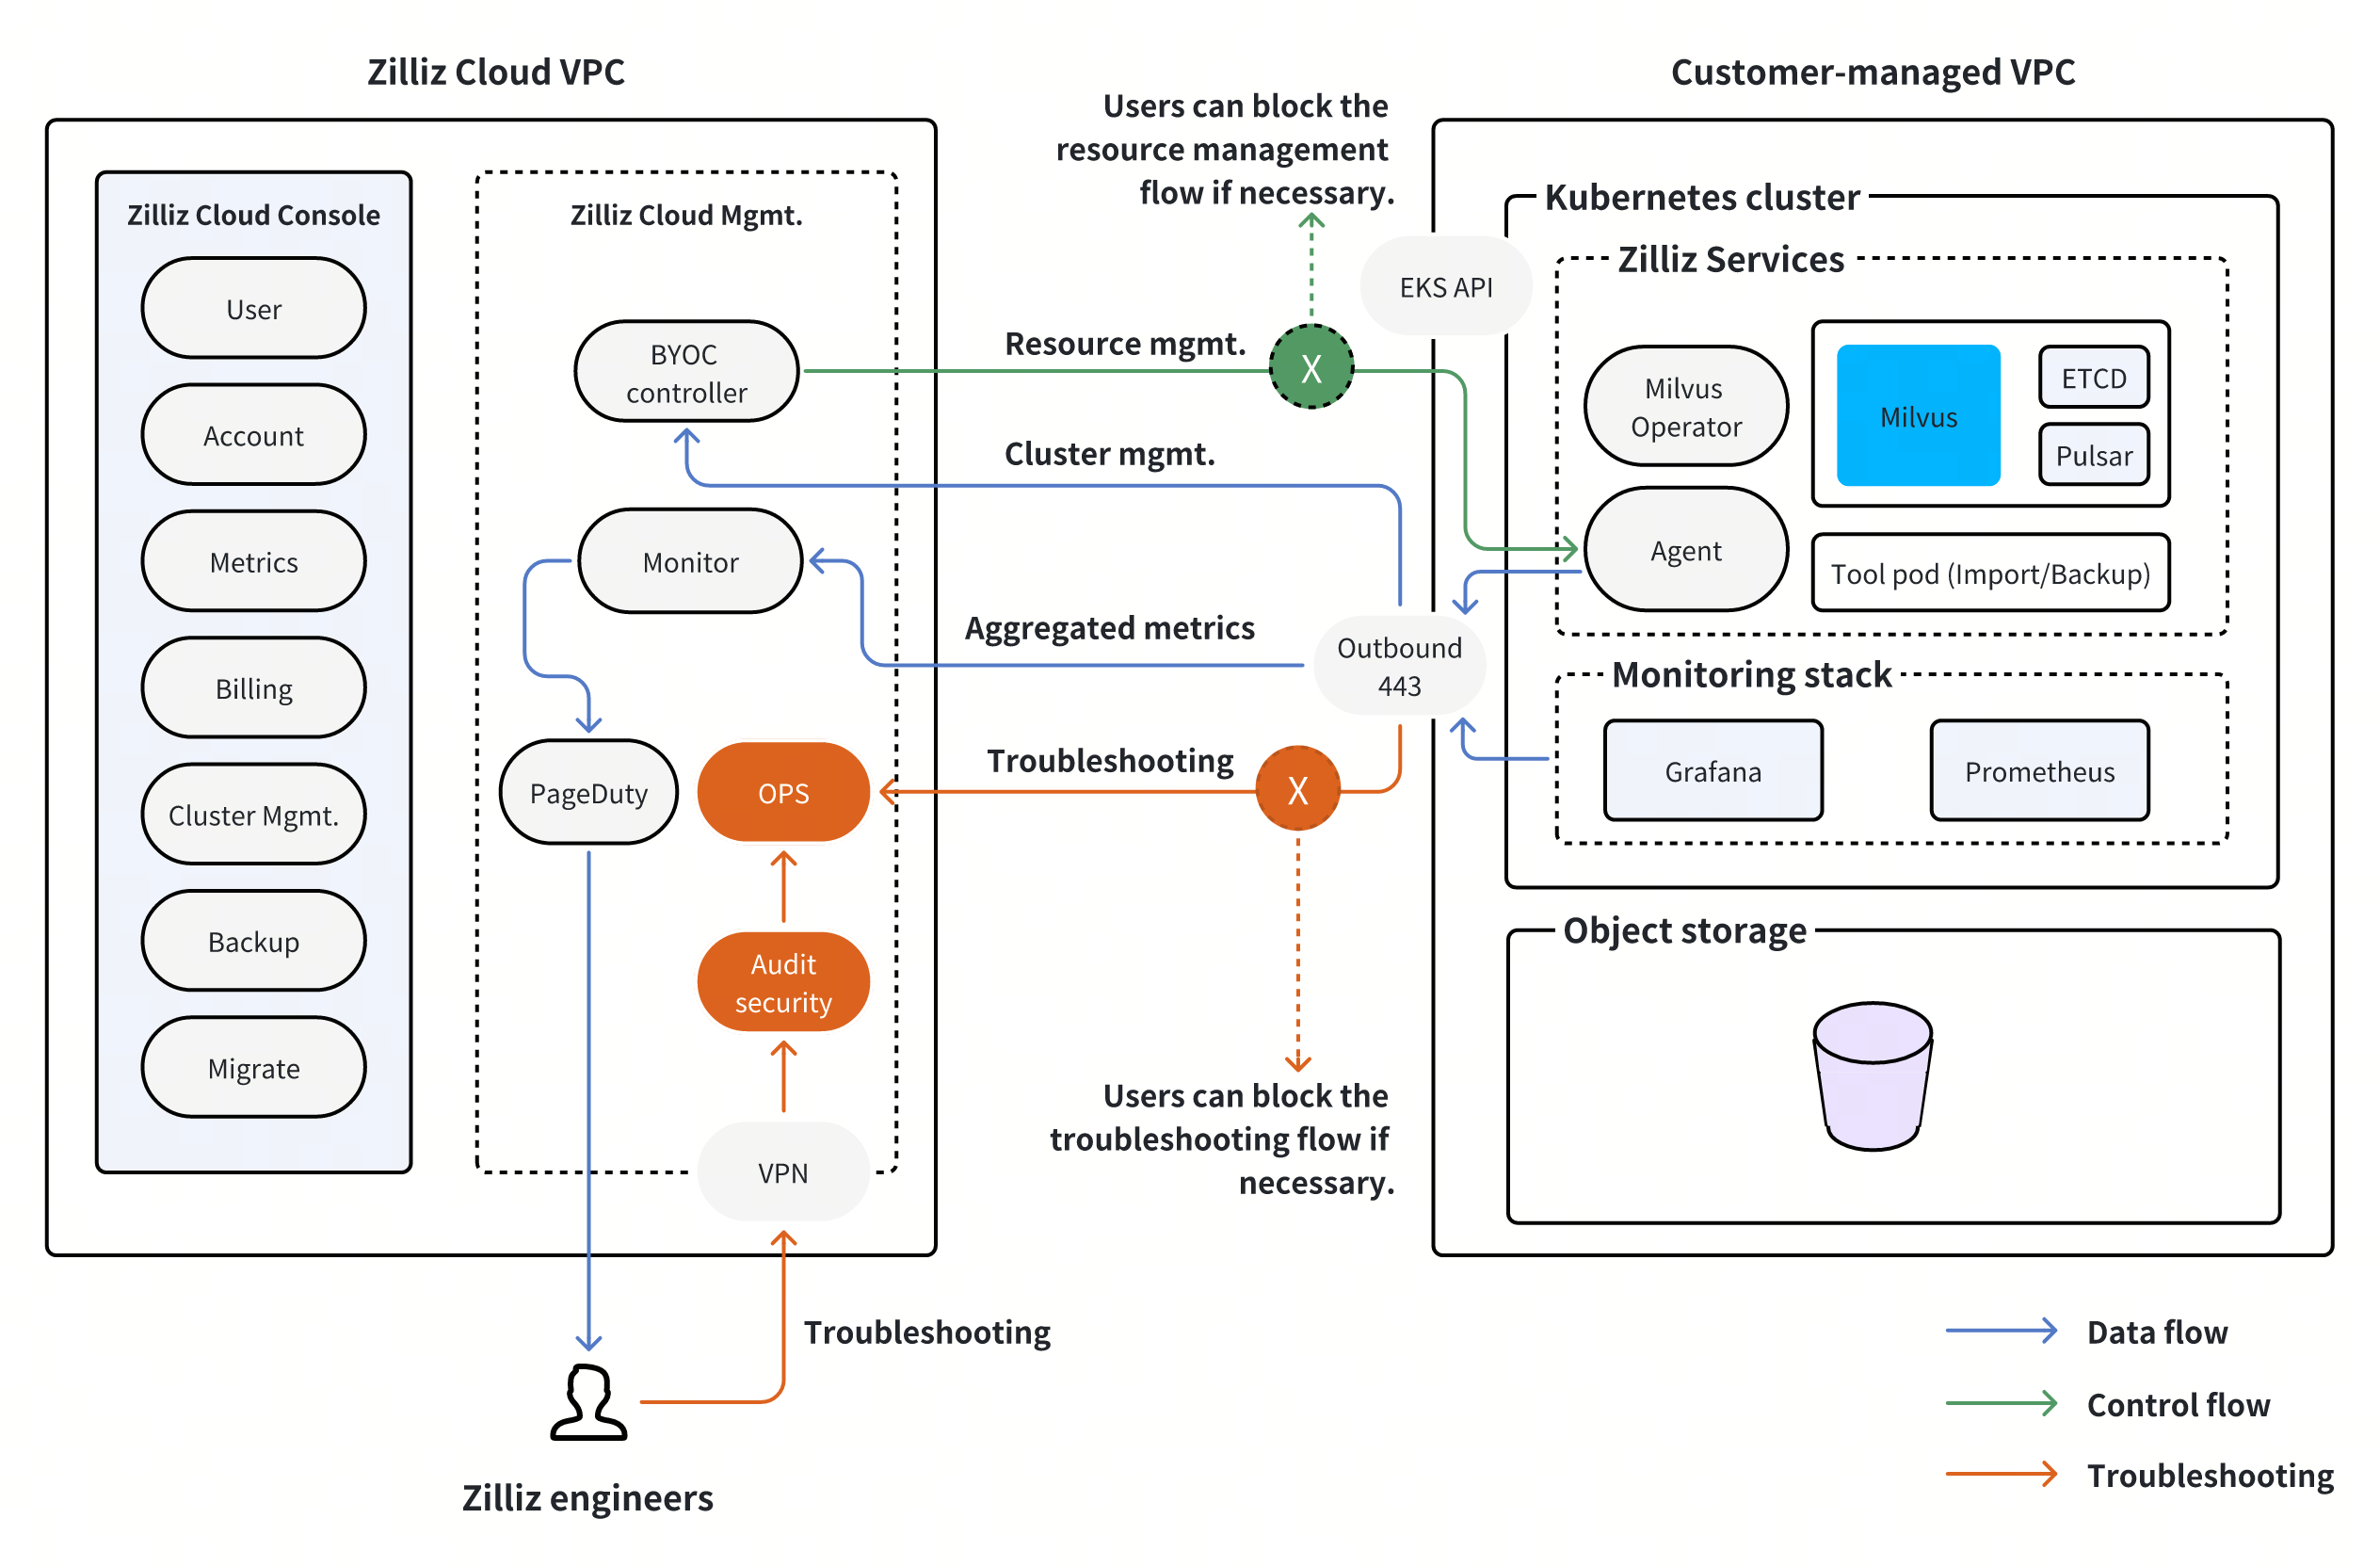 Zilliz Cloud VPC
Customer-managed VPC
Users can block the
resource management
flow if necessary.
Zilliz Cloud Console
User
Account
Metrics
Billing
Cluster Mgmt.
Backup
Migrate
Zilliz Cloud Mgmt.
BYOC
controller
Monitor
PageDuty
OPS
Audit
security
VPN
Resource mgmt.
X
Cluster mgmt.
Aggregated metrics
Troubleshooting
X
EKS API
Outbound
443
Users can block the
troubleshooting flow if
necessary.
Kubernetes cluster
Zilliz Services
Milvus
Operator
Agent
Milvus
ETCD
Pulsar
Tool pod (Import/Backup)
Monitoring stack
Grafana
Prometheus
Object storage
Troubleshooting
Zilliz engineers
Data flow
Control flow
Troubleshooting